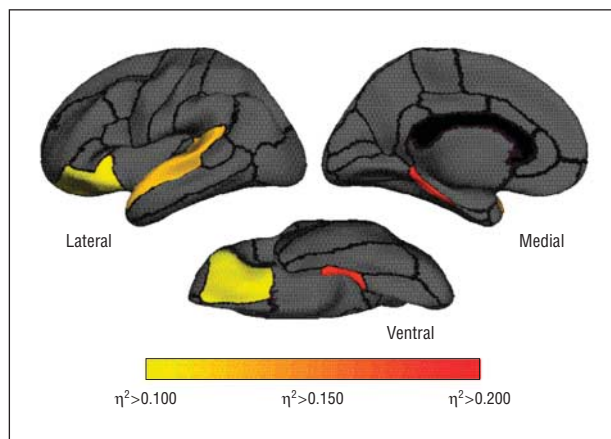 Lateral
Medial
Ventral
η²>0.100
η²>0.150
η²>0.200